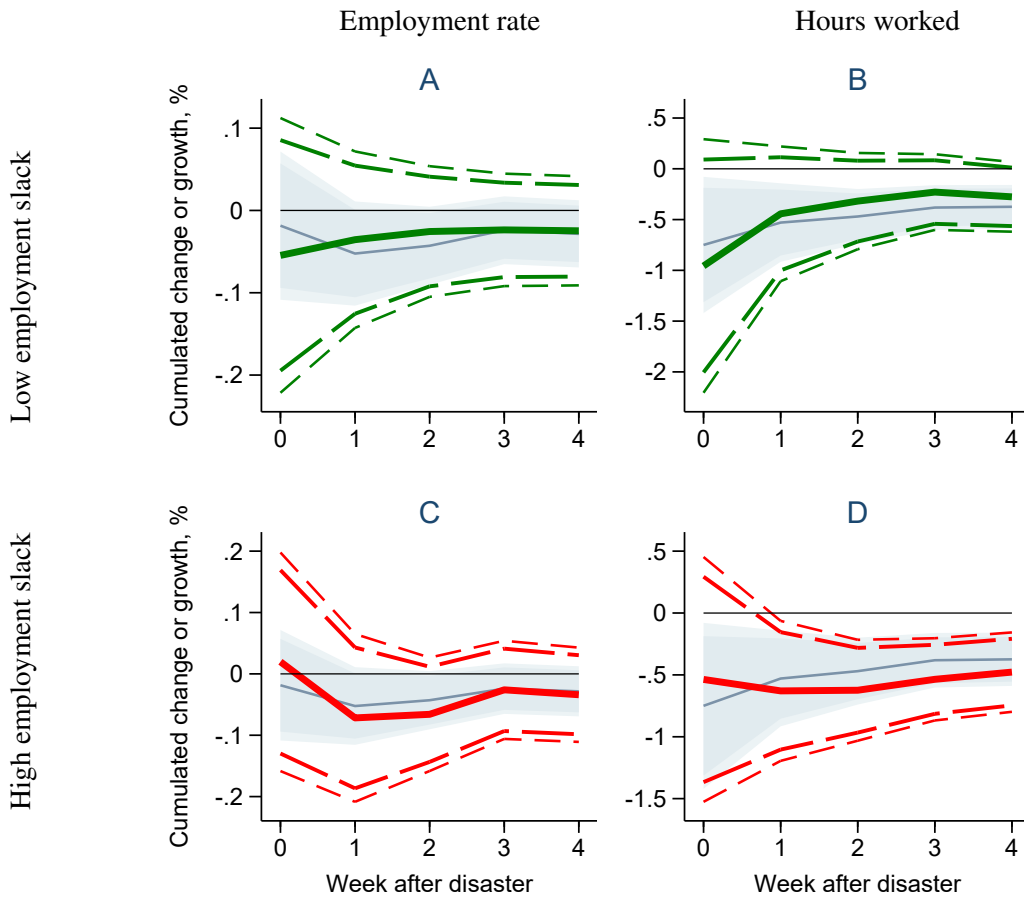 Employment rate
Hours worked
Low employment slack
Cumulated change or growth, %
A
.1
0
-.1
-.2
0 1 2 3 4
B
.5
0
-.5
-1
-1.5
-2
0 1 2 3 4
High employment slack
Cumulated change or growth, %
C
.2
.1
0
-.1
-.2
0 1 2 3 4
Week after disaster
D
.5
0
-.5
-1
-1.5
0 1 2 3 4
Week after disaster